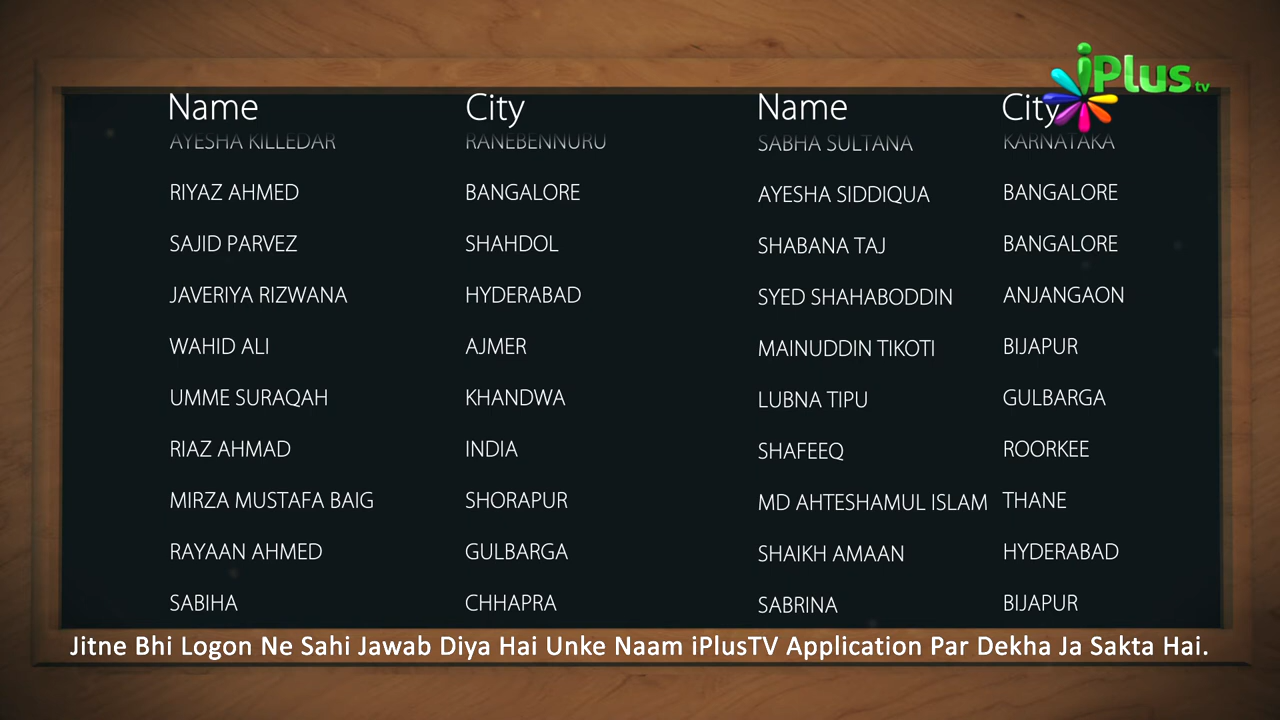 iPlus tv
Name City Name City
AYESHA KILLEDAR RANEBENNURU SABHA SULTANA KARNATAKA
RIYAZ AHMED BANGALORE AYESHA SIDDIQUA BANGALORE
SAJID PARVEZ SHAHDOL SHABANA TAJ BANGALORE
JAVERIYA RIZWANA HYDERABAD SYED SHAHABODDIN ANJANGAON
WAHID ALI AJMER MAINUDDIN TIKOTI BIJAPUR
UMME SURAQAH KHANDWA LUBNA TIPU GULBARGA
RIAZ AHMAD INDIA SHAFEEQ ROORKEE
MIRZA MUSTAFA BAIG SHORAPUR MD AHTESHAMUL ISLAM THANE
RAYAAN AHMED GULBARGA SHAIKH AMAAN HYDERABAD
SABIHA CHHAPRA SABRINA BIJAPUR
Jitne Bhi Logon Ne Sahi Jawab Diya Hai Unke Naam iPlusTV Application Par Dekha Ja Sakta Hai.